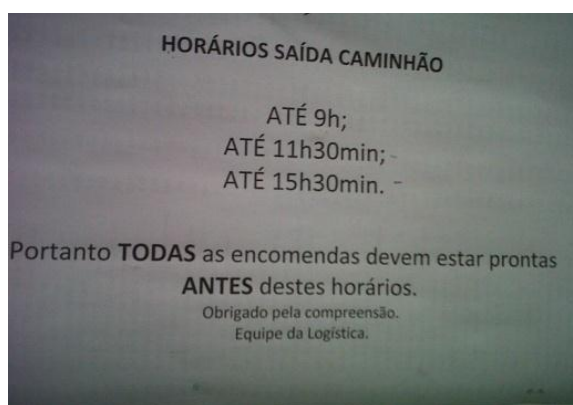 HORÁRIOS SAÍDA CAMINHÃO
ATÉ 9h;
ATÉ 11h30min; -
ATÉ 15h30min. -
Portanto TODAS as encomendas devem estar prontas
ANTES destes horários.
Obrigado pela compreensão.
Equipe da Logística.